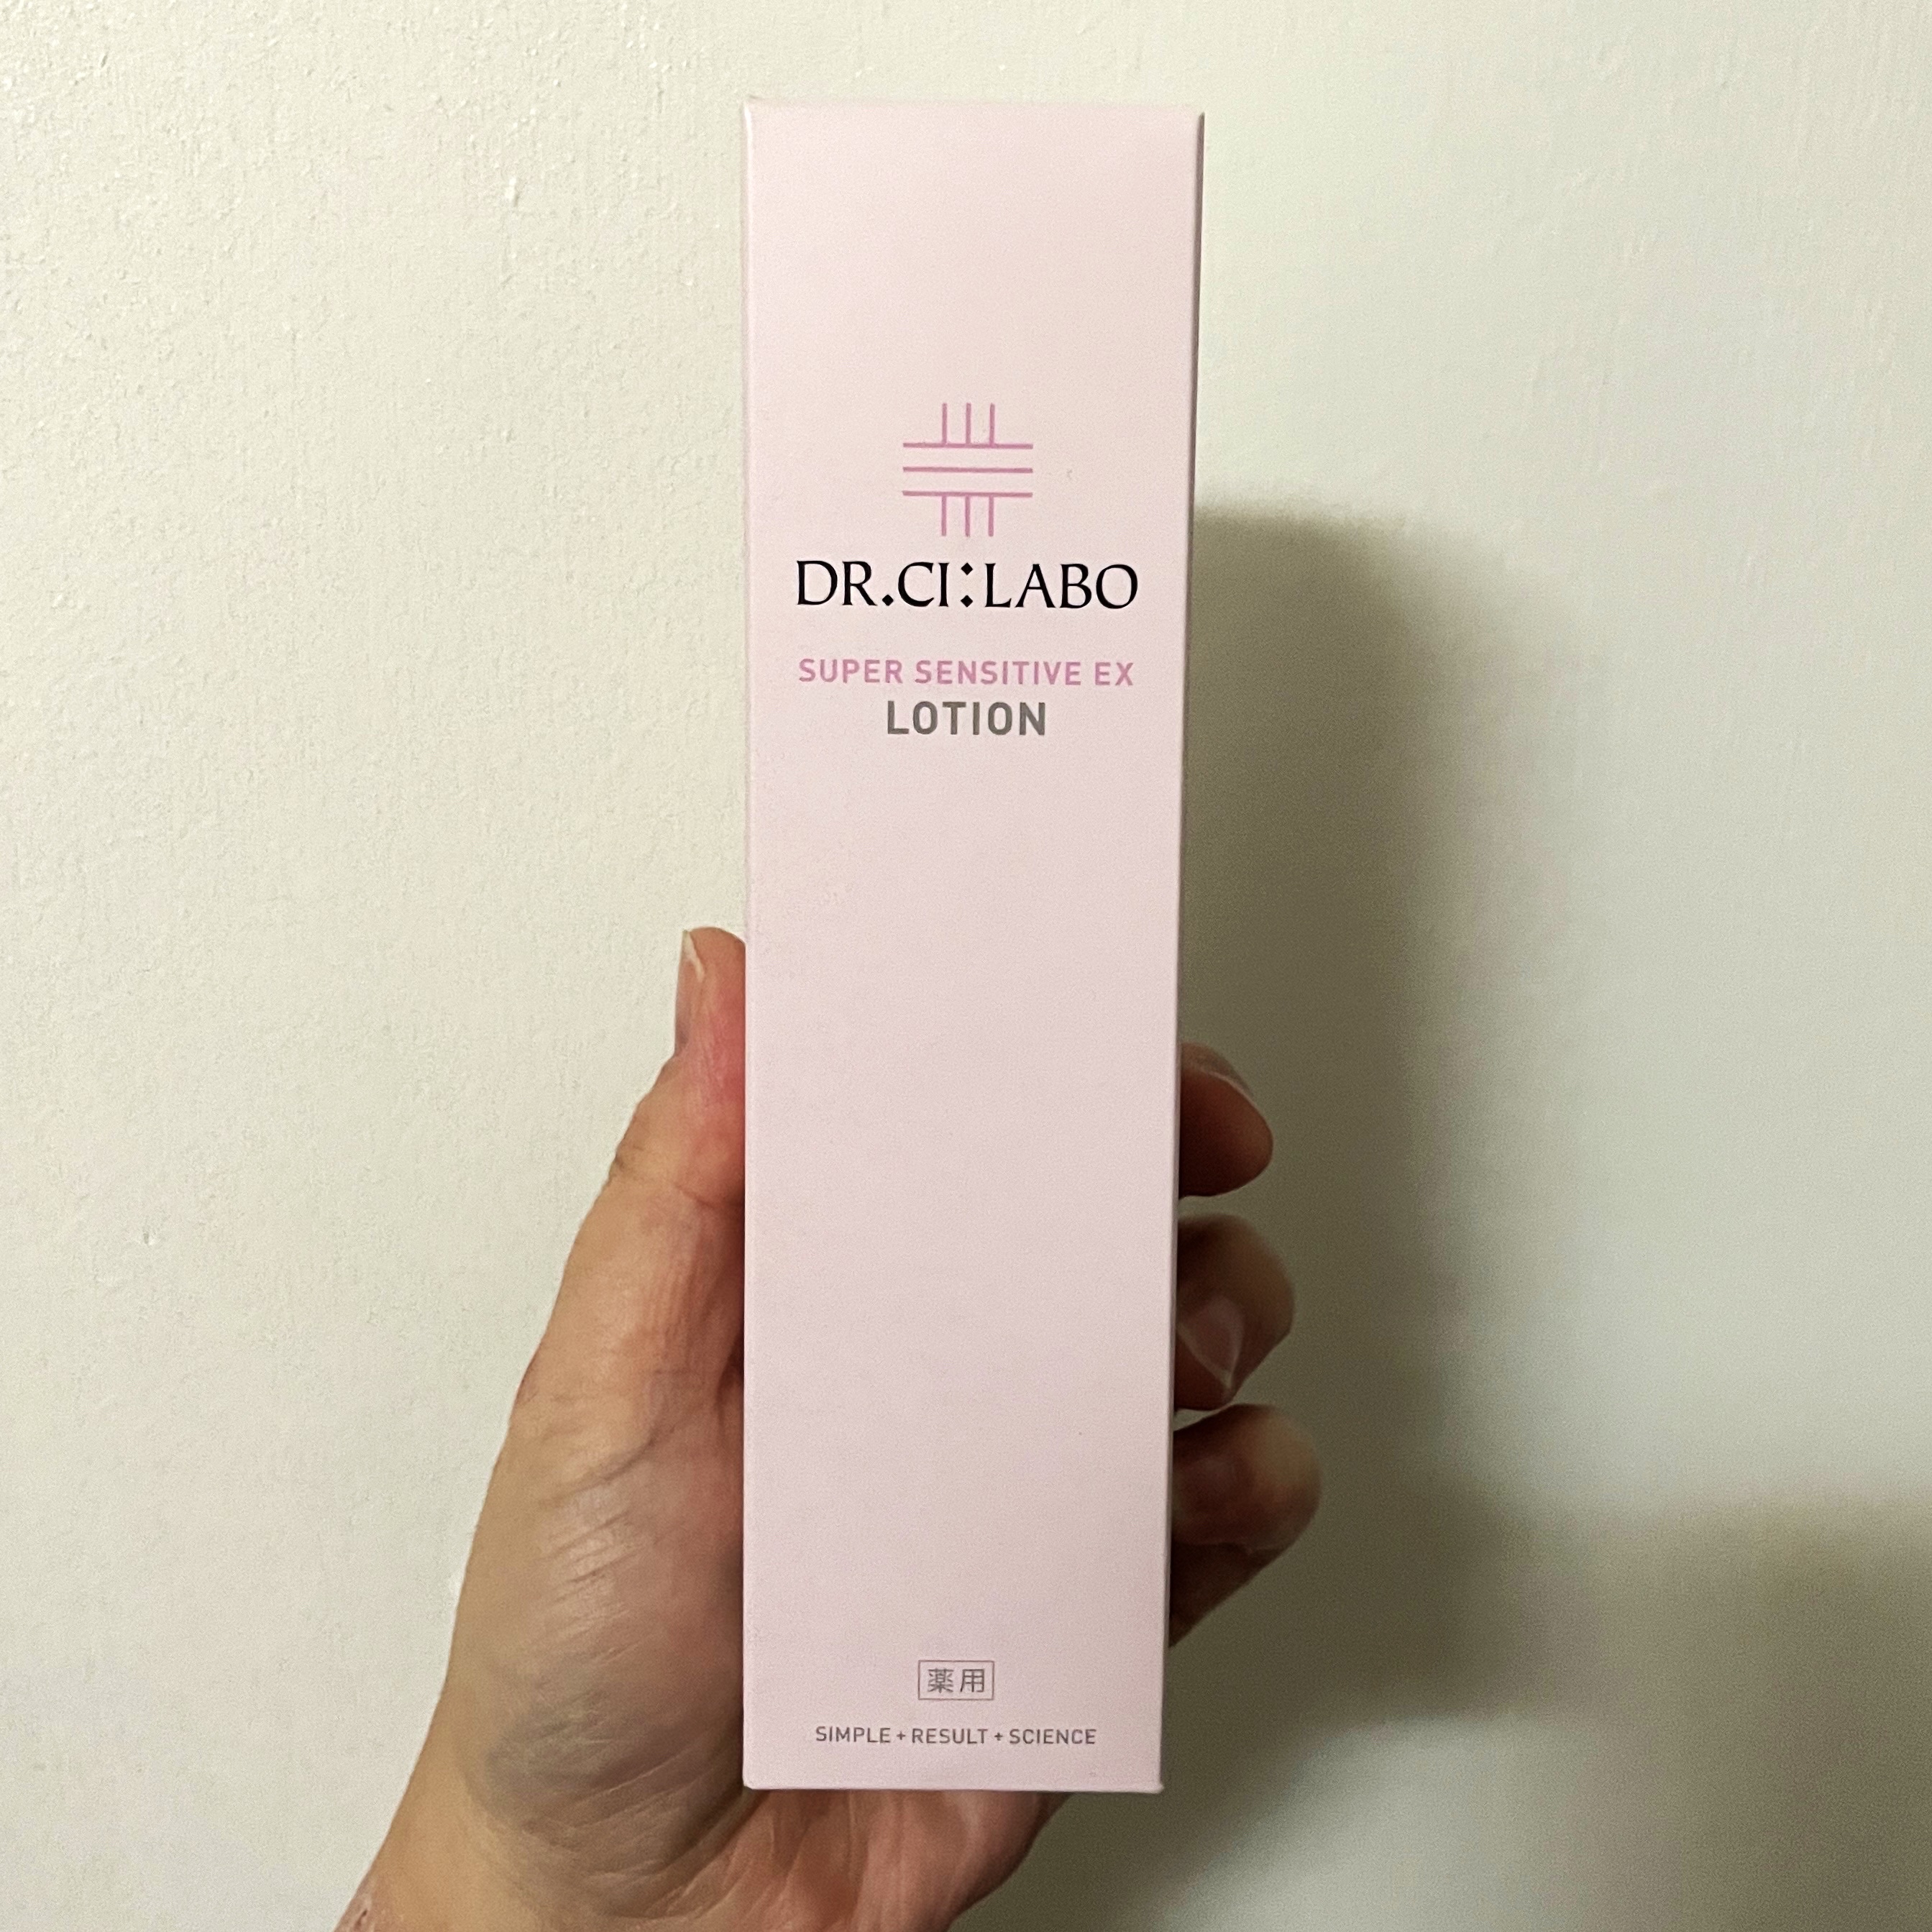 DR.CI:LABO
SUPER SENSITIVE EX
LOTION
薬用
SIMPLE+RESULT+SCIENCE